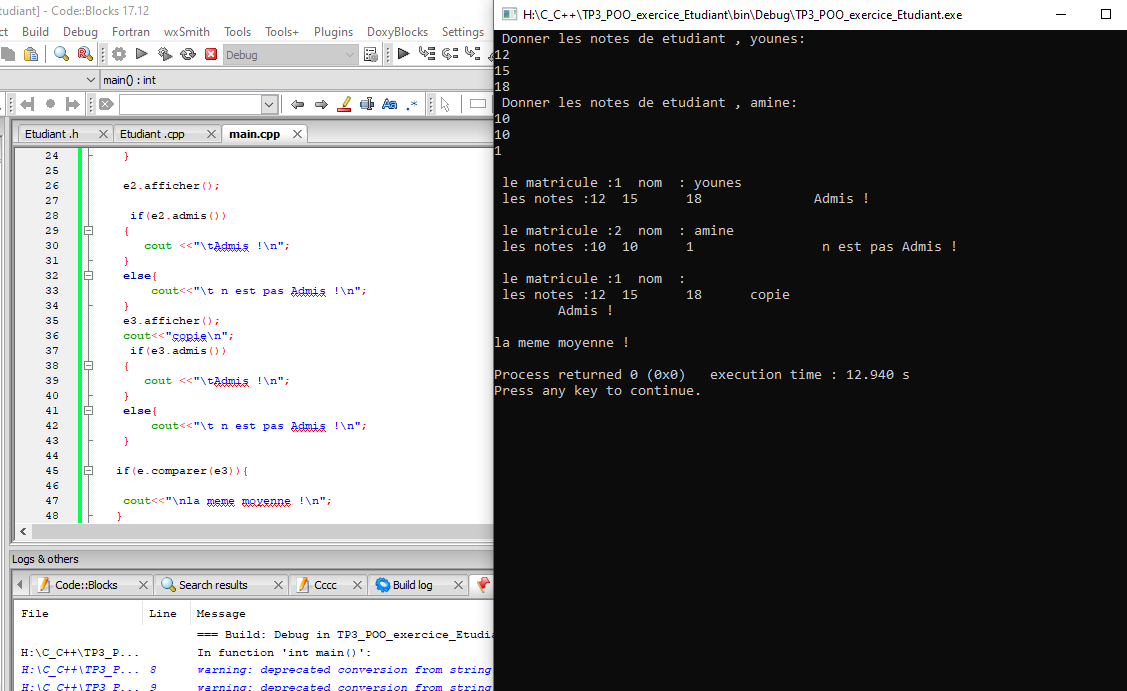 tudiant] - Code::Blocks 17.12
ct Build Debug Fortran wxSmith Tools Tools+ Plugins DoxyBlocks Settings
Debug
main() : int
Etudiant .h
Etudiant .cpp
main.cpp
24 }
25
26 e2.afficher();
27
28 if(e2.admis())
29 {
30 cout <<"\tAdmis !\n";
31 }
32 else{
33 cout<<"\t n est pas Admis !\n";
34 }
35 e3.afficher();
36 cout<<"copie\n";
37 if(e3.admis())
38 {
39 cout <<"\tAdmis !\n";
40 }
41 else{
42 cout<<"\t n est pas Admis !\n";
43 }
44
45 if(e.comparer(e3)){
46
47 cout<<"\nla meme moyenne !\n";
48 }
Logs & others
Code::Blocks
Search results
Cccc
Build log
File Line Message
=== Build: Debug in TP3_POO_exercice_Etudia
H:\C_C++\TP3_P... In function 'int main()':
H:\C_C++\TP3_P... 8 warning: deprecated conversion from string
H:\C_C++\TP3_P... 9 warning: deprecated conversion from string
H:\C_C++\TP3_POO_exercice_Etudiant\bin\Debug\TP3_POO_exercice_Etudiant.exe
Donner les notes de etudiant , younes:
12
15
18
Donner les notes de etudiant , amine:
10
10
1
le matricule :1 nom : younes
les notes :12 15 18 Admis !
le matricule :2 nom : amine
les notes :10 10 1 n est pas Admis !
le matricule :1 nom :
les notes :12 15 18 copie
Admis !
la meme moyenne !
Process returned 0 (0x0) execution time : 12.940 s
Press any key to continue.